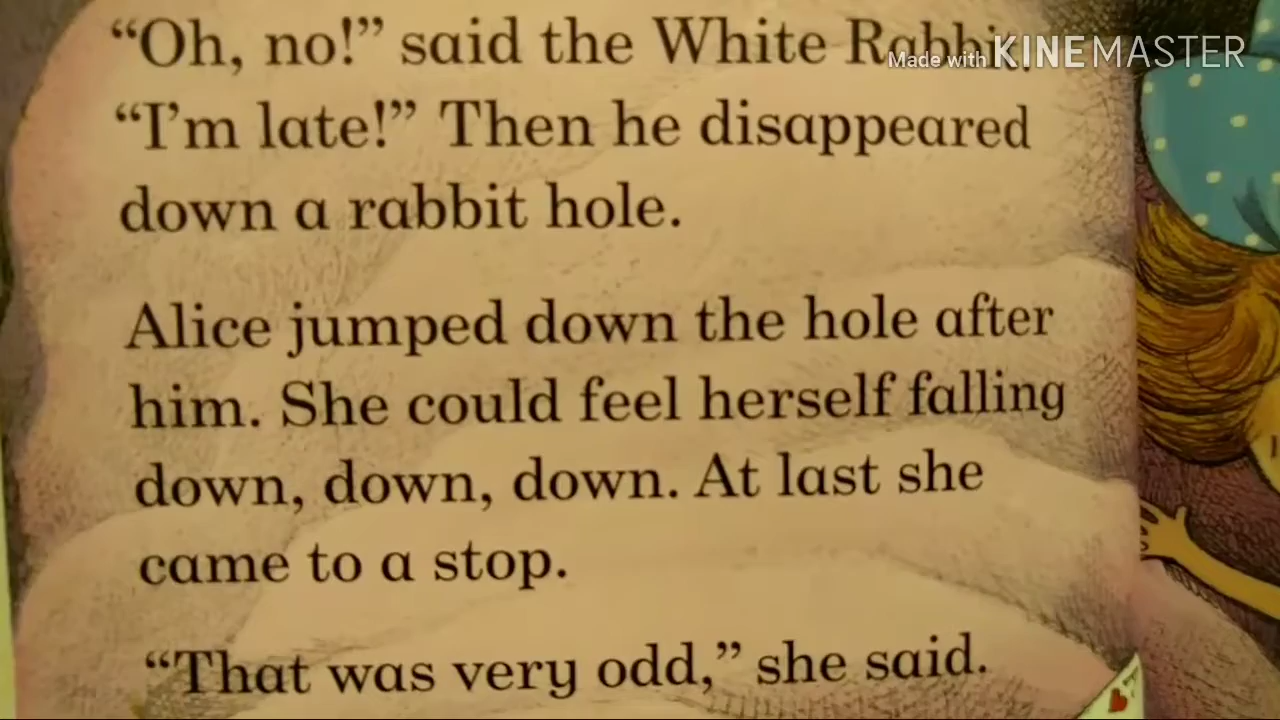 “Oh, no!” said the White Rabbit.
Made with KINEMASTER
“I’m late!” Then he disappeared
down a rabbit hole.
Alice jumped down the hole after
him. She could feel herself falling
down, down, down. At last she
came to a stop.
“That was very odd,” she said.